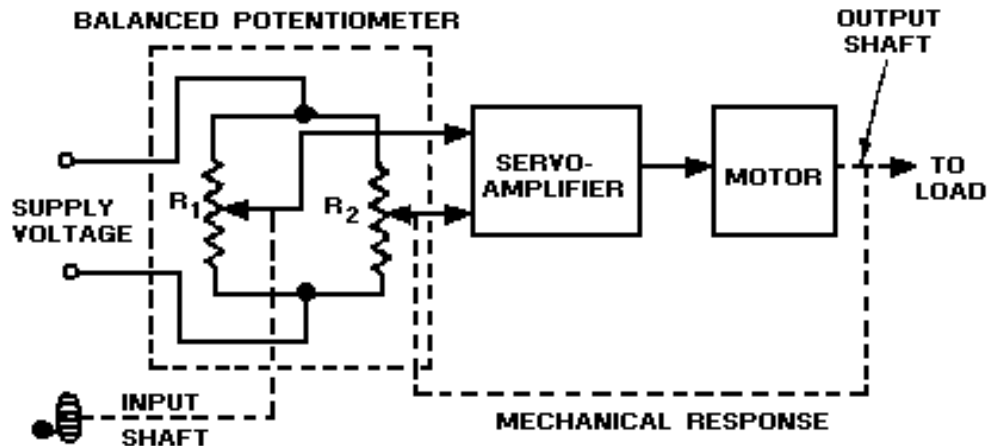 BALANCED POTENTIOMETER
OUTPUT
SHAFT
SERVO-
AMPLIFIER
MOTOR
TO
LOAD
SUPPLY
VOLTAGE
R1
R2
INPUT
SHAFT
MECHANICAL RESPONSE